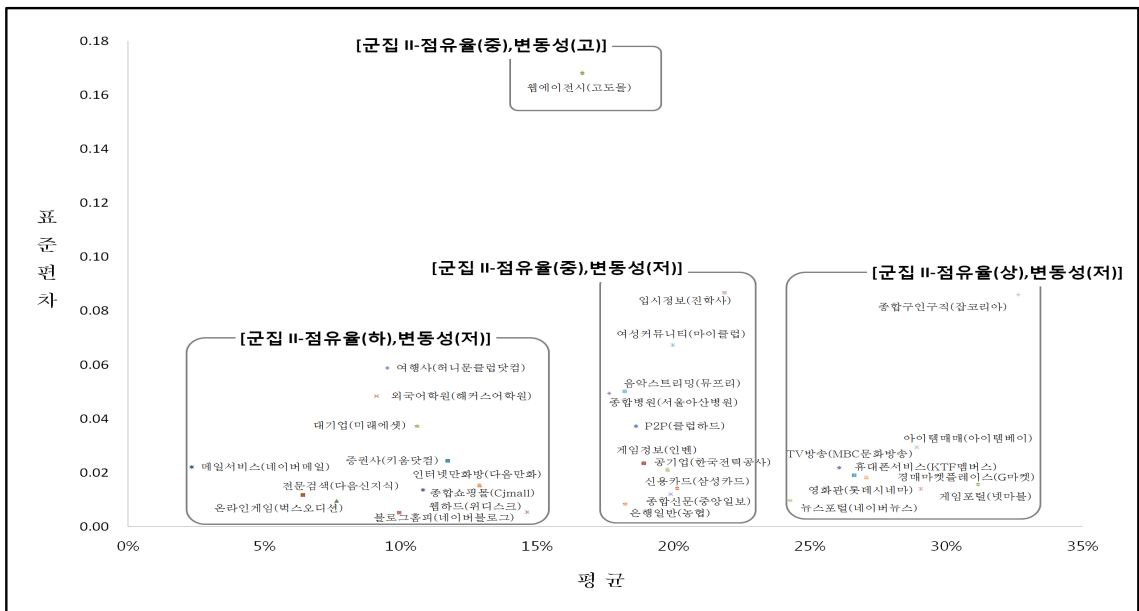 [군집 II-점유율(중),변동성(고)]
0.18
웹에이전시(고도몰)
0.16
0.14
0.12
0.10
표준편차
[군집 II-점유율(중),변동성(저)]
[군집 II-점유율(상),변동성(저)]
입시정보(진학사)
종합구인구직(잡코리아)
0.08
여성커뮤니티(마이클럽)
[군집 II-점유율(하),변동성(저)]
0.06
여행사(허니문클럽닷컴)
음악스트리밍(뮤프리)
외국어학원(해커스어학원)
종합병원(서울아산병원)
0.04
대기업(미래에셋)
P2P(클럽하드)
아이템매매(아이템베이)
게임정보(인벤)
TV방송(MBC문화방송)
증권사(키움닷컴)
공기업(한국전력공사)
메일서비스(네이버메일)
휴대폰서비스(KTF멤버스)
0.02
인터넷만화방(다음만화)
신용카드(삼성카드)
경매마켓플레이스(G마켓)
전문검색(다음신지식)
종합쇼핑몰(Cjmall)
영화관(롯데시네마)
종합신문(중앙일보)
게임포털(넷마블)
온라인게임(벅스오디션)
웹하드(위디스크)
뉴스포털(네이버뉴스)
블로그홈피(네이버블로그)
은행일반(농협)
0.00
0% 5% 10% 15% 20% 25% 30% 35%
평 균